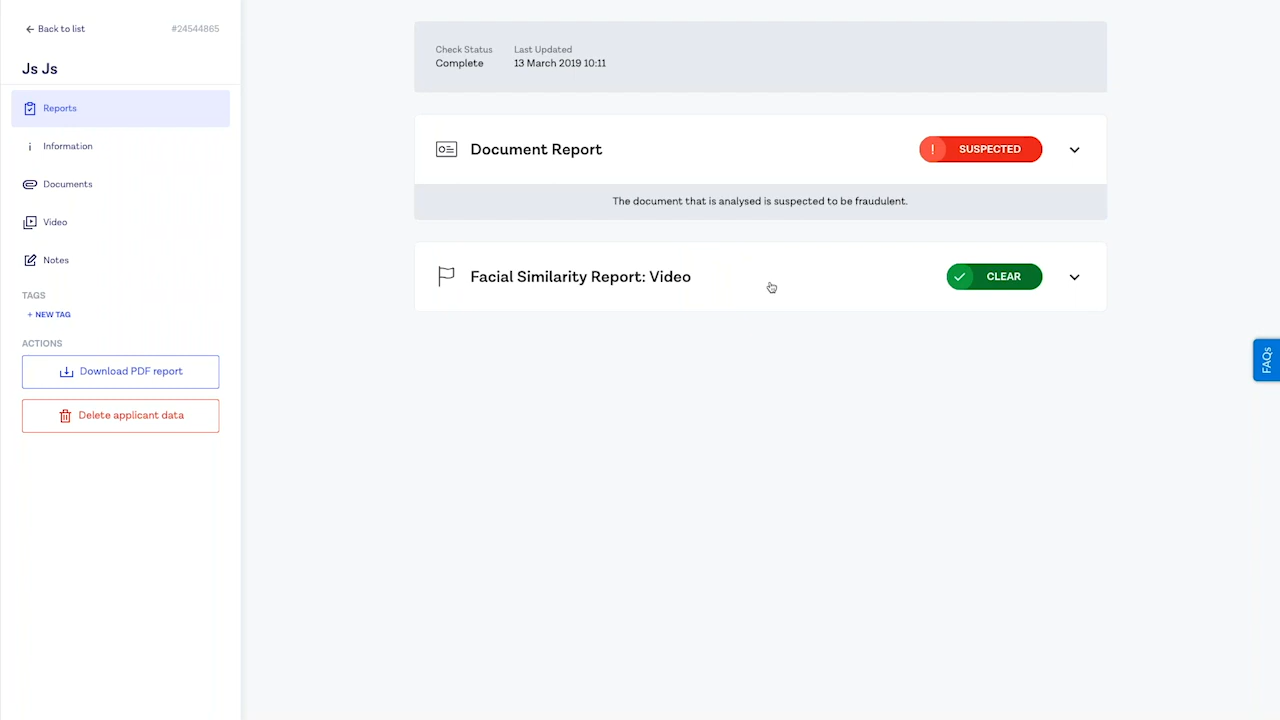 Back to list #24544865
Js Js
Reports
Information
Documents
Video
Notes
TAGS
+ NEW TAG
ACTIONS
Download PDF report
Delete applicant data
Check Status Last Updated
Complete 13 March 2019 10:11
Document Report SUSPECTED
The document that is analysed is suspected to be fraudulent.
Facial Similarity Report: Video CLEAR
FAQs